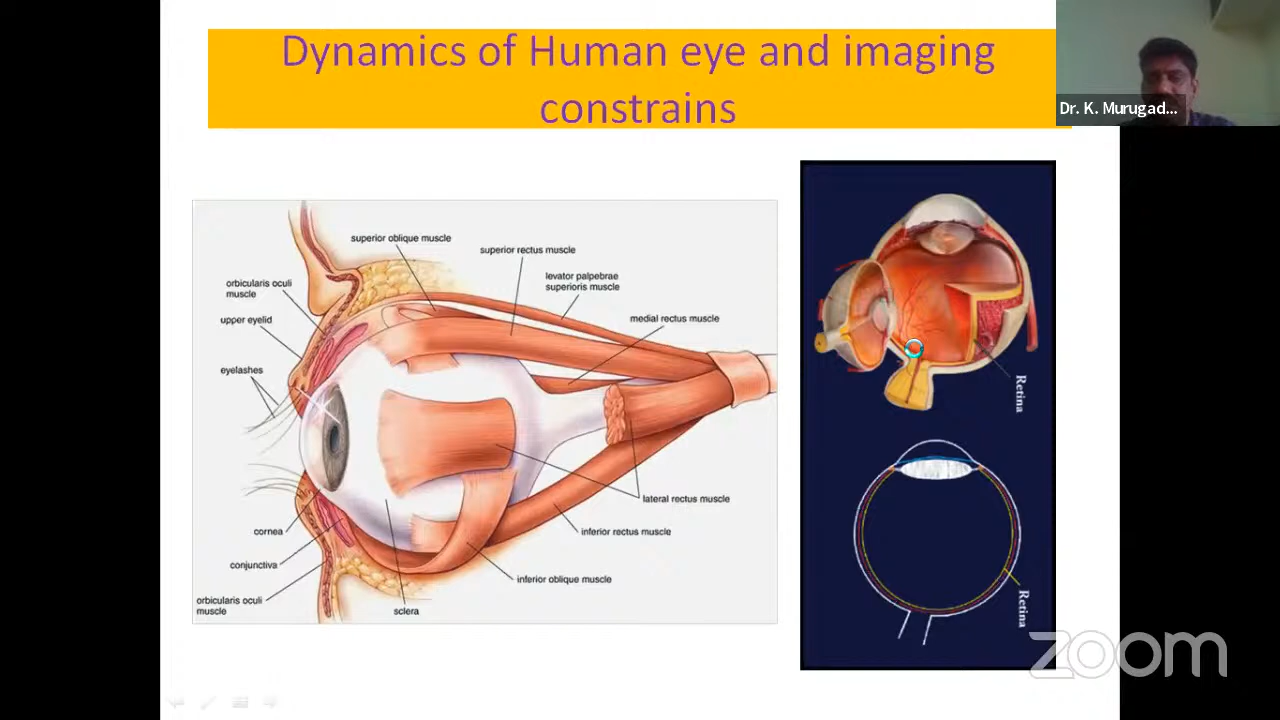 Dynamics of Human eye and imaging
constrains
Dr. K. Murugad...
superior oblique muscle
superior rectus muscle
levator palpebrae
superioris muscle
medial rectus muscle
orbicularis oculi
muscle
upper eyelid
eyelashes
lateral rectus muscle
cornea
inferior rectus muscle
conjunctiva
inferior oblique muscle
orbicularis oculi
muscle
sclera
Retina
Retina
zoom